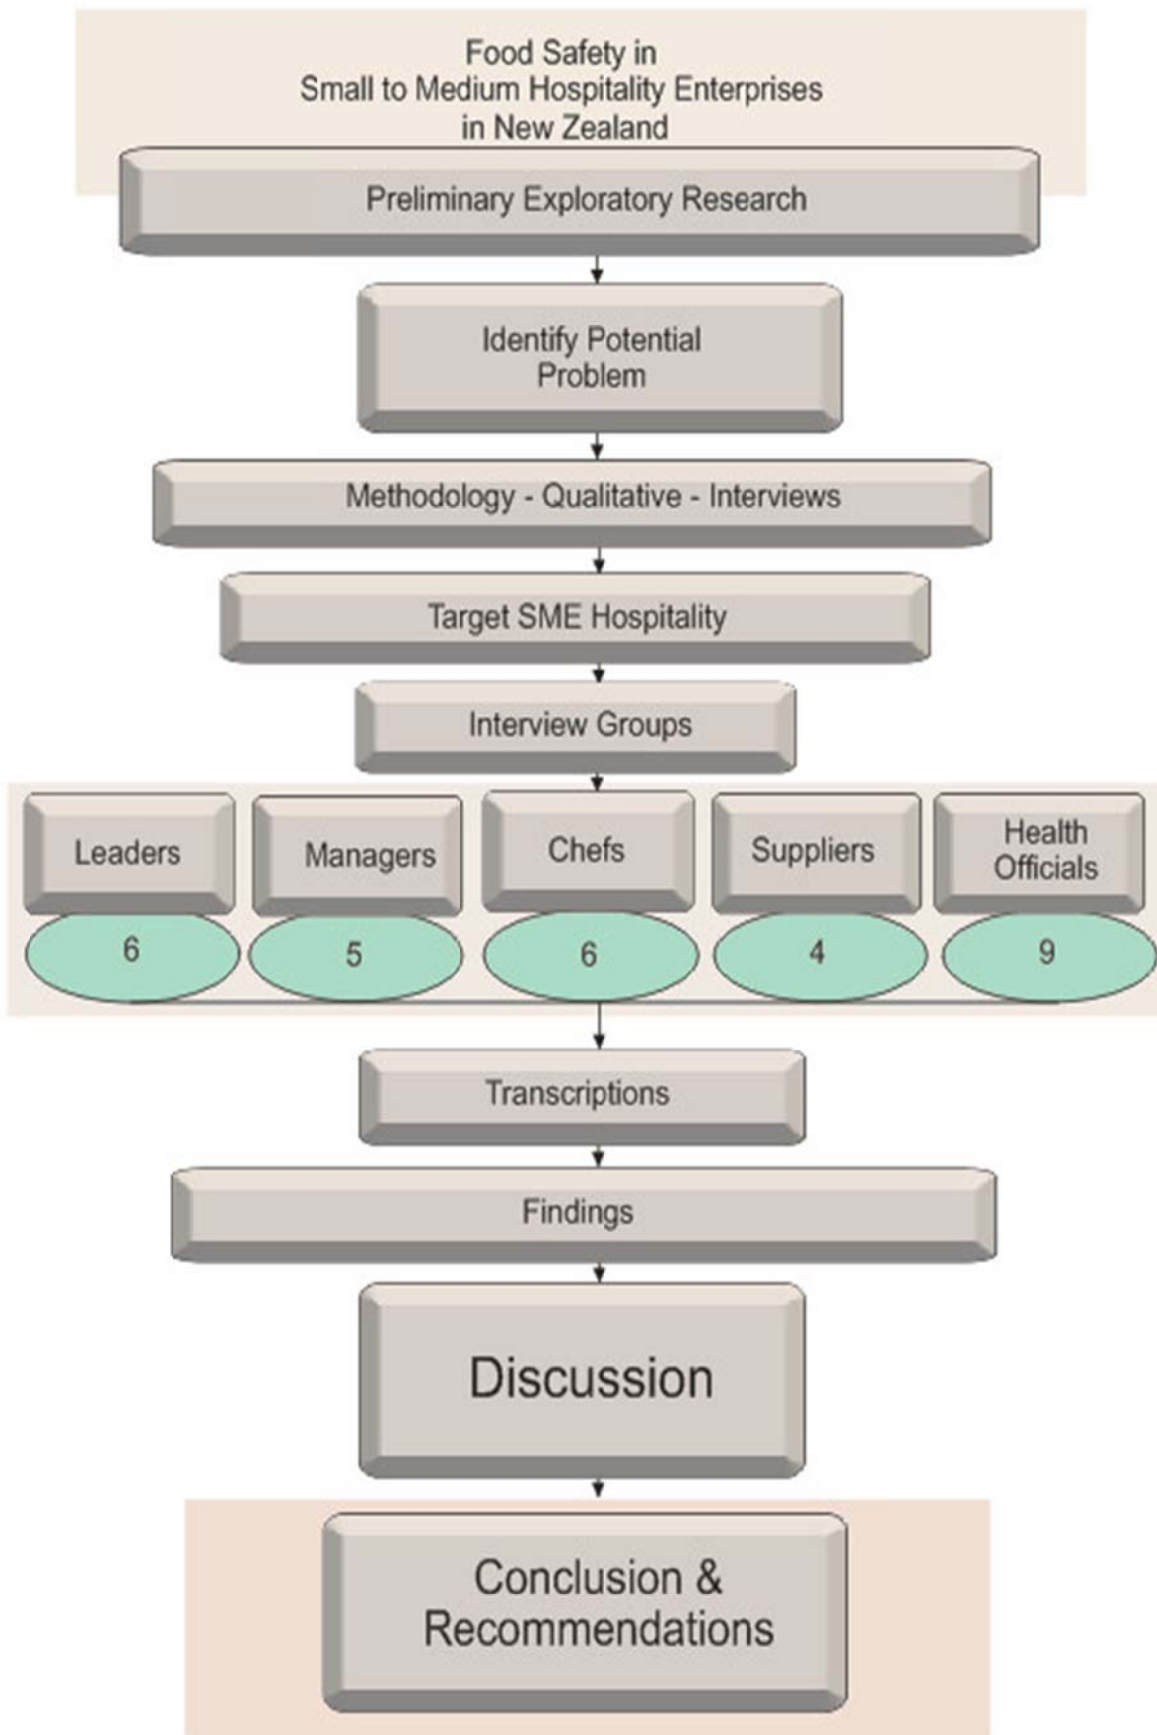 Food Safety in
Small to Medium Hospitality Enterprises
in New Zealand
Preliminary Exploratory Research
Identify Potential
Problem
Methodology - Qualitative - Interviews
Target SME Hospitality
Interview Groups
Leaders
Managers
Chefs
Suppliers
Health
Officials
6
5
6
4
9
Transcriptions
Findings
Discussion
Conclusion &
Recommendations